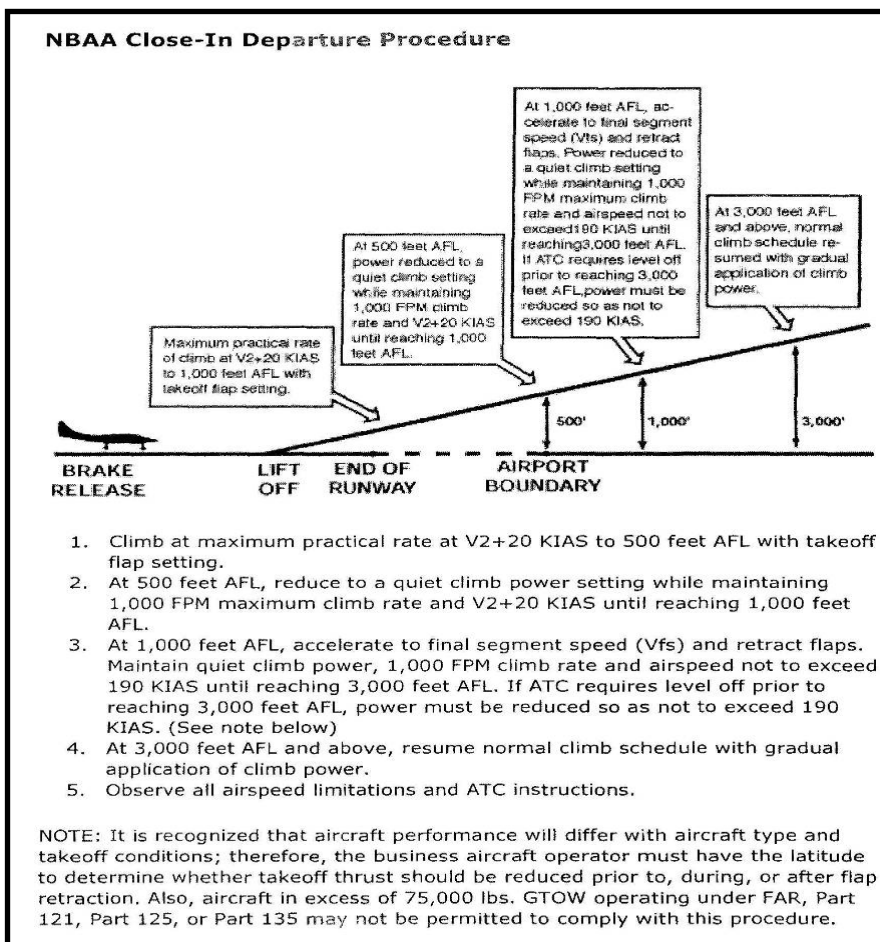 NBAA Close-In Departure Procedure
At 1,000 feet AFL, ac-
celerate to final segment
speed (Vfs) and retract
flaps. Power reduced to
a quiet climb setting
while maintaining 1,000
FPM maximum climb
rate and airspeed not to
exceed190 KIAS until
reaching3,000 feet AFL.
If ATC requires level off
prior to reaching 3,000
feet AFL,power must be
reduced so as not to
exceed 190 KIAS.
At 3,000 feet AFL
and above, normal
climb schedule re-
sumed with gradual
application of climb
power.
At 500 feet AFL,
power reduced to a
quiet climb setting
while maintaining
1,000 FPM climb
rate and V2+20 KIAS
until reaching 1,000
feet AFL.
Maximum practical rate
of climb at V2+20 KIAS
to 1,000 feet AFL with
takeoff flap setting.
500'
1,000'
3,000'
BRAKE
RELEASE
LIFT
OFF
END OF
RUNWAY
AIRPORT
BOUNDARY
1. Climb at maximum practical rate at V2+20 KIAS to 500 feet AFL with takeoff
flap setting.
2. At 500 feet AFL, reduce to a quiet climb power setting while maintaining
1,000 FPM maximum climb rate and V2+20 KIAS until reaching 1,000 feet
AFL.
3. At 1,000 feet AFL, accelerate to final segment speed (Vfs) and retract flaps.
Maintain quiet climb power, 1,000 FPM climb rate and airspeed not to exceed
190 KIAS until reaching 3,000 feet AFL. If ATC requires level off prior to
reaching 3,000 feet AFL, power must be reduced so as not to exceed 190
KIAS. (See note below)
4. At 3,000 feet AFL and above, resume normal climb schedule with gradual
application of climb power.
5. Observe all airspeed limitations and ATC instructions.
NOTE: It is recognized that aircraft performance will differ with aircraft type and
takeoff conditions; therefore, the business aircraft operator must have the latitude
to determine whether takeoff thrust should be reduced prior to, during, or after flap
retraction. Also, aircraft in excess of 75,000 lbs. GTOW operating under FAR, Part
121, Part 125, or Part 135 may not be permitted to comply with this procedure.